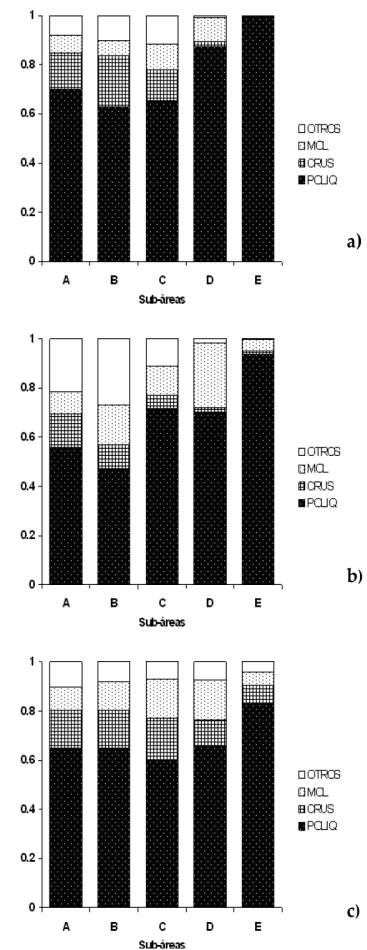 1
0.8
0.6
0.4
0.2
0
A B C D E
Sub-áreas
OTROS
MCL
CRUS
PCLIQ
a)
1
0.8
0.6
0.4
0.2
0
A B C D E
Sub-áreas
OTROS
MCL
CRUS
PCLIQ
b)
1
0.8
0.6
0.4
0.2
0
A B C D E
Sub-áreas
OTROS
MCL
CRUS
PCLIQ
c)